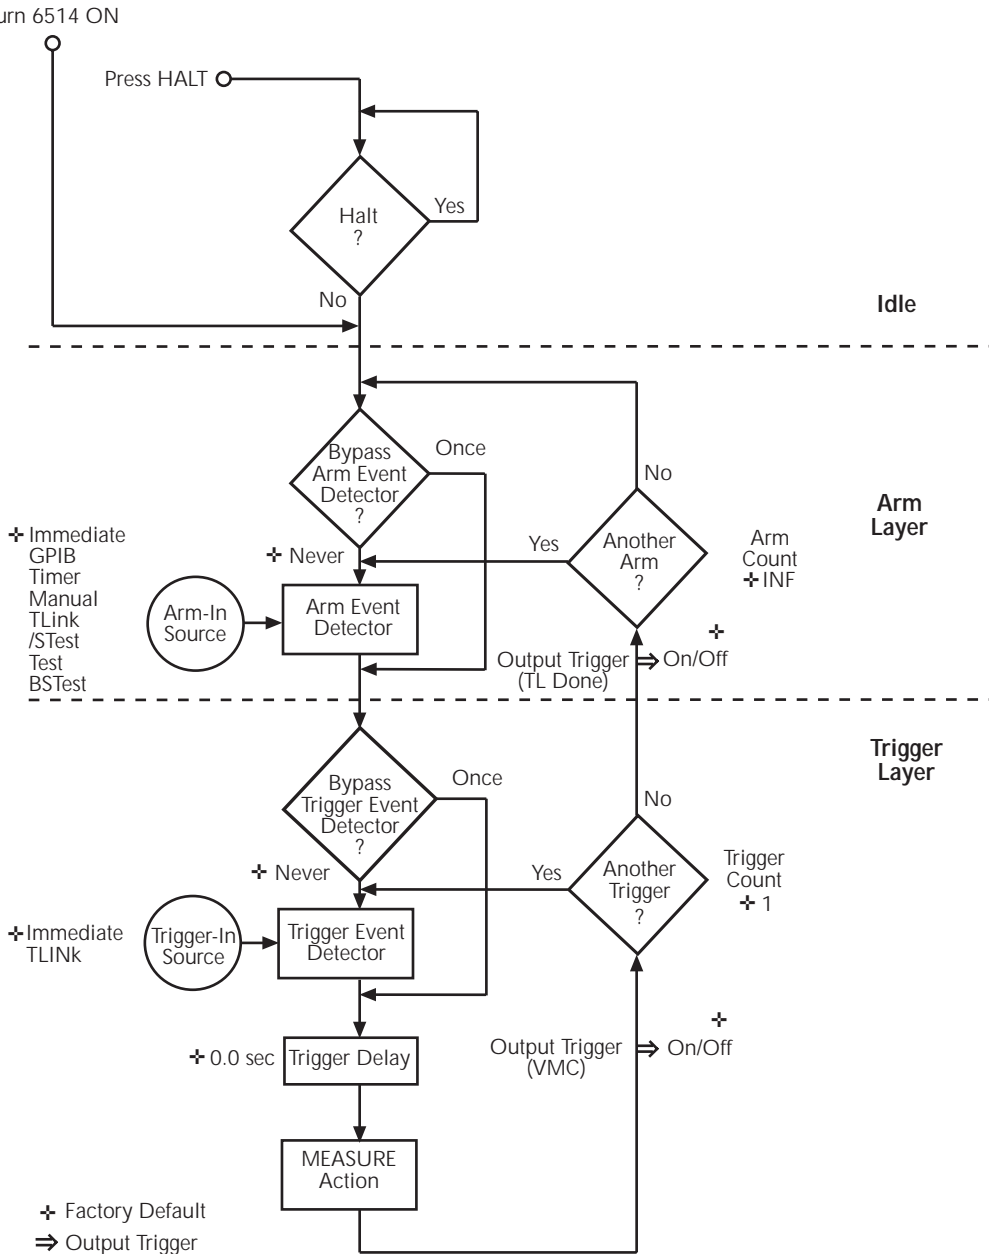 urn 6514 ON
Press HALT
Halt
?
Yes
No
Idle
Bypass
Arm Event
Detector
?
Once
No
Arm
Layer
Immediate
GPIB
Timer
Manual
TLink
/STest
Test
BSTest
Never
Yes
Another
Arm
?
Arm
Count
INF
Arm-In
Source
Arm Event
Detector
Output Trigger
(TL Done)
On/Off
Trigger
Layer
Bypass
Trigger Event
Detector
?
Once
No
Never
Yes
Another
Trigger
?
Trigger
Count
1
Immediate
TLINk
Trigger-In
Source
Trigger Event
Detector
0.0 sec
Trigger Delay
Output Trigger
(VMC)
On/Off
MEASURE
Action
Factory Default
Output Trigger